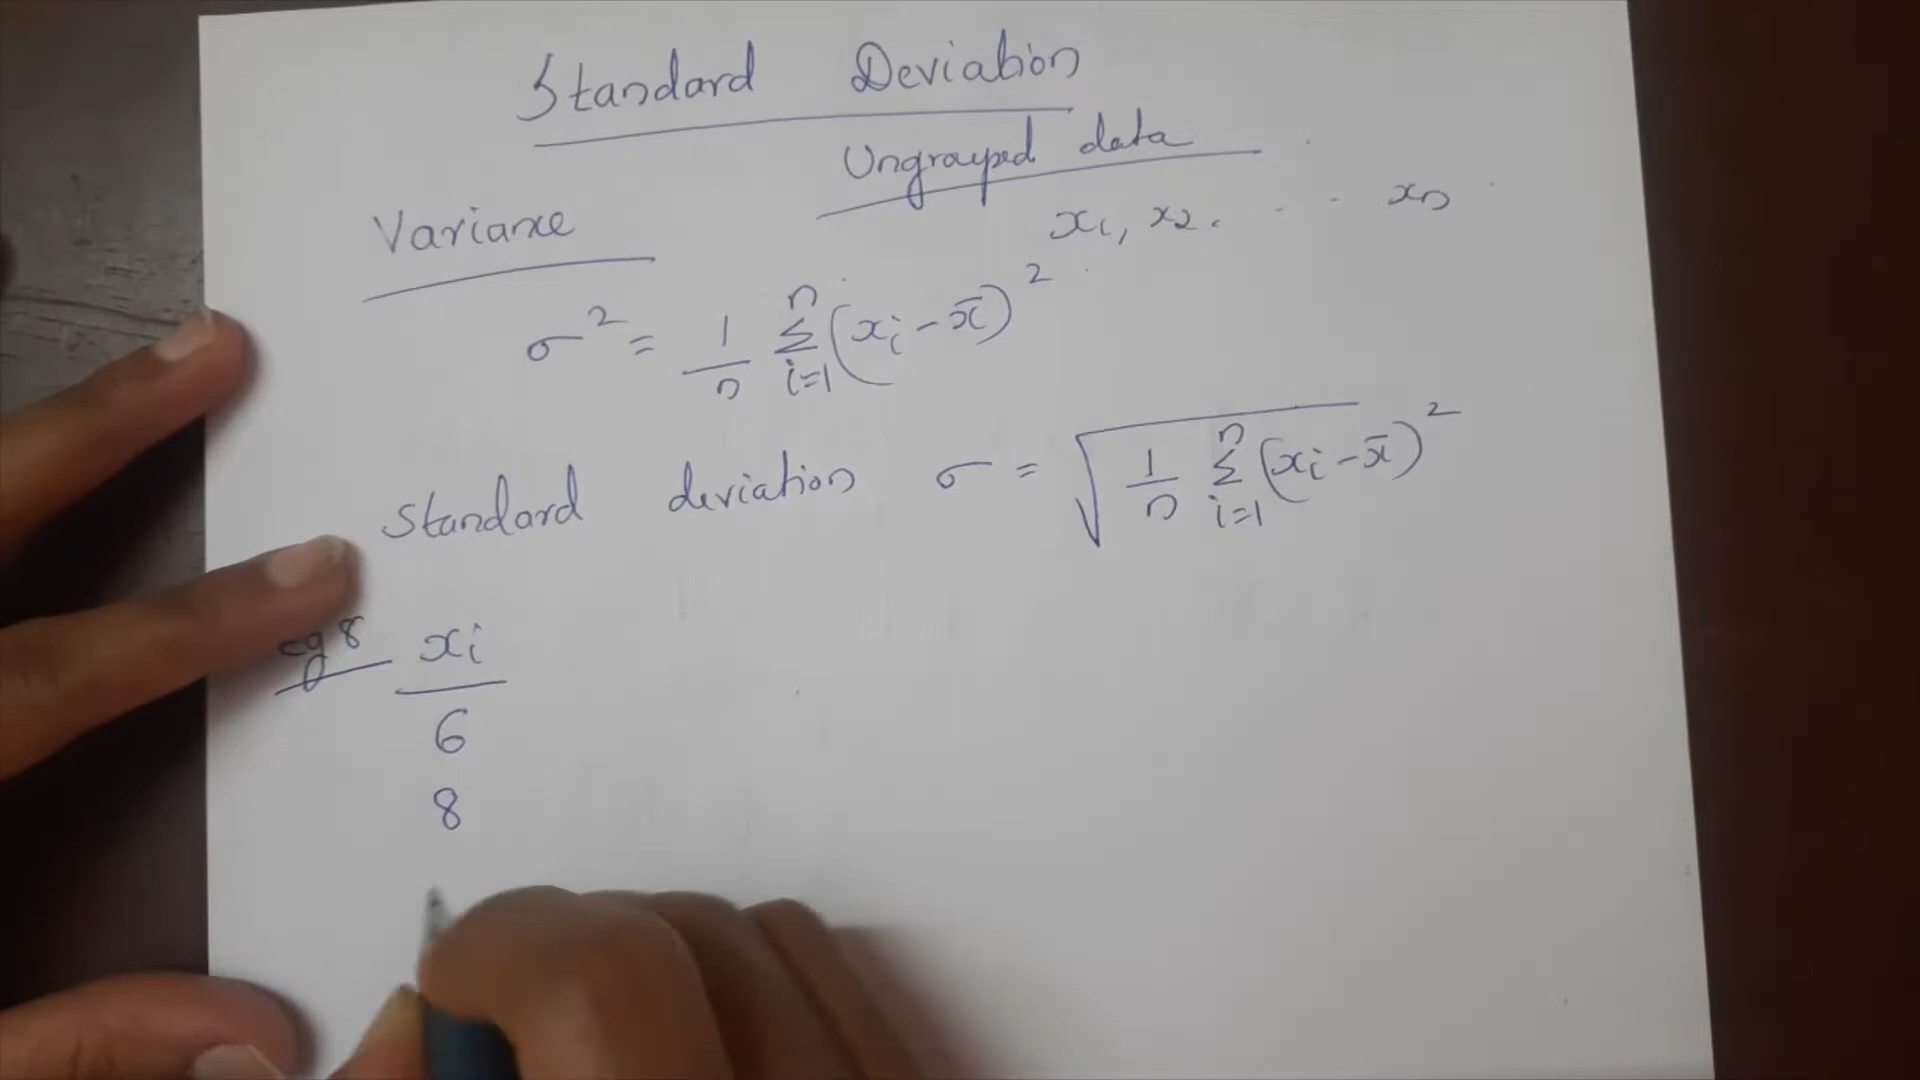 Standard Deviation
Ungrouped data
Variance
x₁, x₂. . . xₙ
σ² = 1/n Σᵢ₌₁ⁿ (xᵢ - x̄)²
Standard deviation σ = √(1/n Σᵢ₌₁ⁿ (xᵢ - x̄)²)
eg: xᵢ
6
8